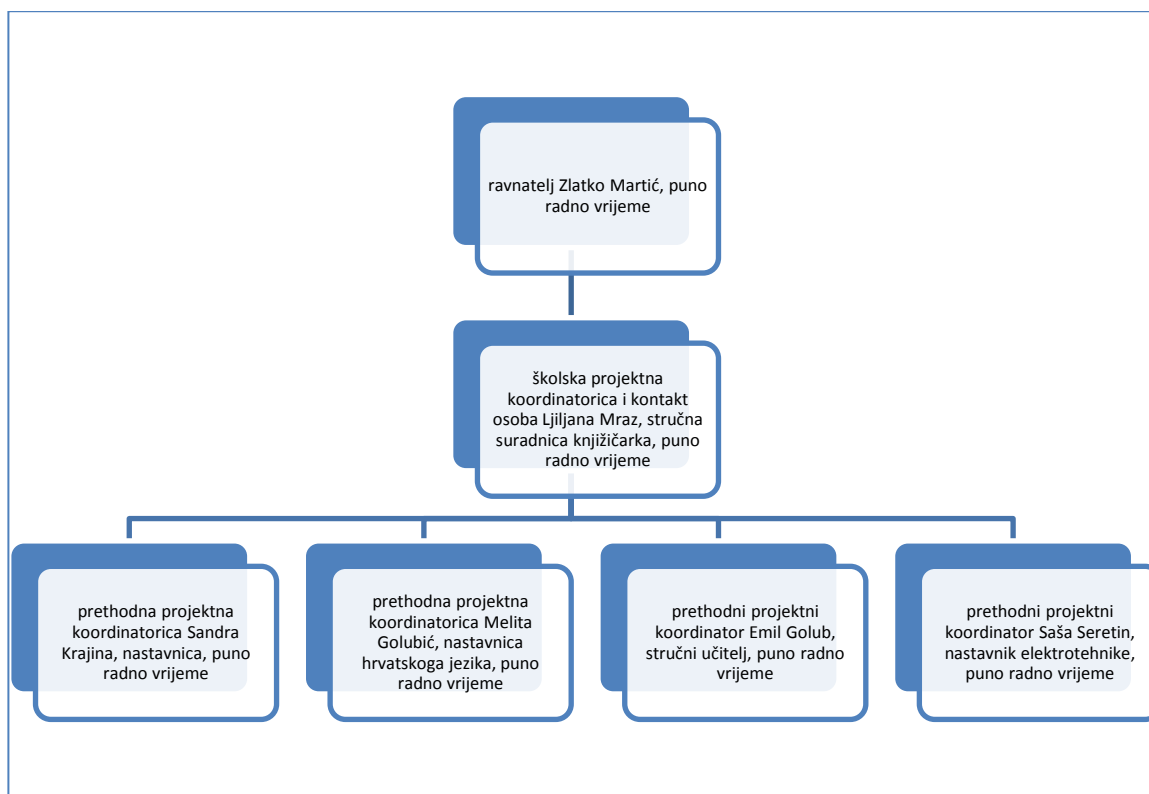 ravnatelj Zlatko Martić, puno
radno vrijeme
školska projektna
koordinatorica i kontakt
osoba Ljiljana Mraz, stručna
suradnica knjižičarka, puno
radno vrijeme
prethodna projektna
koordinatorica Sandra
Krajina, nastavnica, puno
radno vrijeme
prethodna projektna
koordinatorica Melita
Golubić, nastavnica
hrvatskoga jezika, puno
radno vrijeme
prethodni projektni
koordinator Emil Golub,
stručni učitelj, puno radno
vrijeme
prethodni projektni
koordinator Saša Seretin,
nastavnik elektrotehnike,
puno radno vrijeme